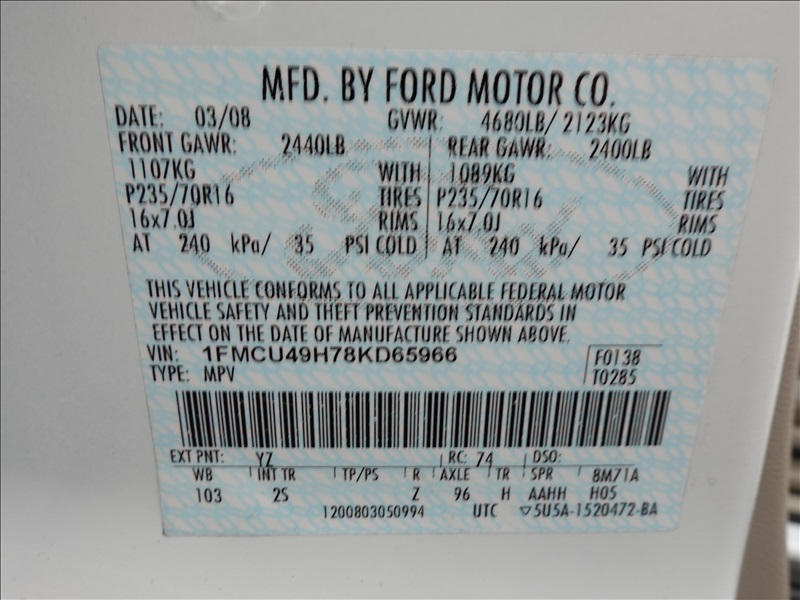 MFD. BY FORD MOTOR CO.
DATE: 03/08 GVWR: 4680LB/ 2123KG
FRONT GAWR: 2440LB REAR GAWR: 2400LB
1107KG WITH 1089KG WITH
P235/70R16 TIRES P235/70R16 TIRES
16x7.0J RIMS 16x7.0J RIMS
AT 240 kPa/ 35 PSI COLD AT 240 kPa/ 35 PSI COLD
THIS VEHICLE CONFORMS TO ALL APPLICABLE FEDERAL MOTOR
VEHICLE SAFETY AND THEFT PREVENTION STANDARDS IN
EFFECT ON THE DATE OF MANUFACTURE SHOWN ABOVE.
VIN: 1FMCU49H78KD65966 F0138
TYPE: MPV T0285
EXT PNT: YZ RC: 74 DSO:
WB INT TR TP/PS R AXLE TR SPR 8M71A
103 2S Z 96 H AAHH H05
1200803050994 UTC ▽5U5A-1520472-BA